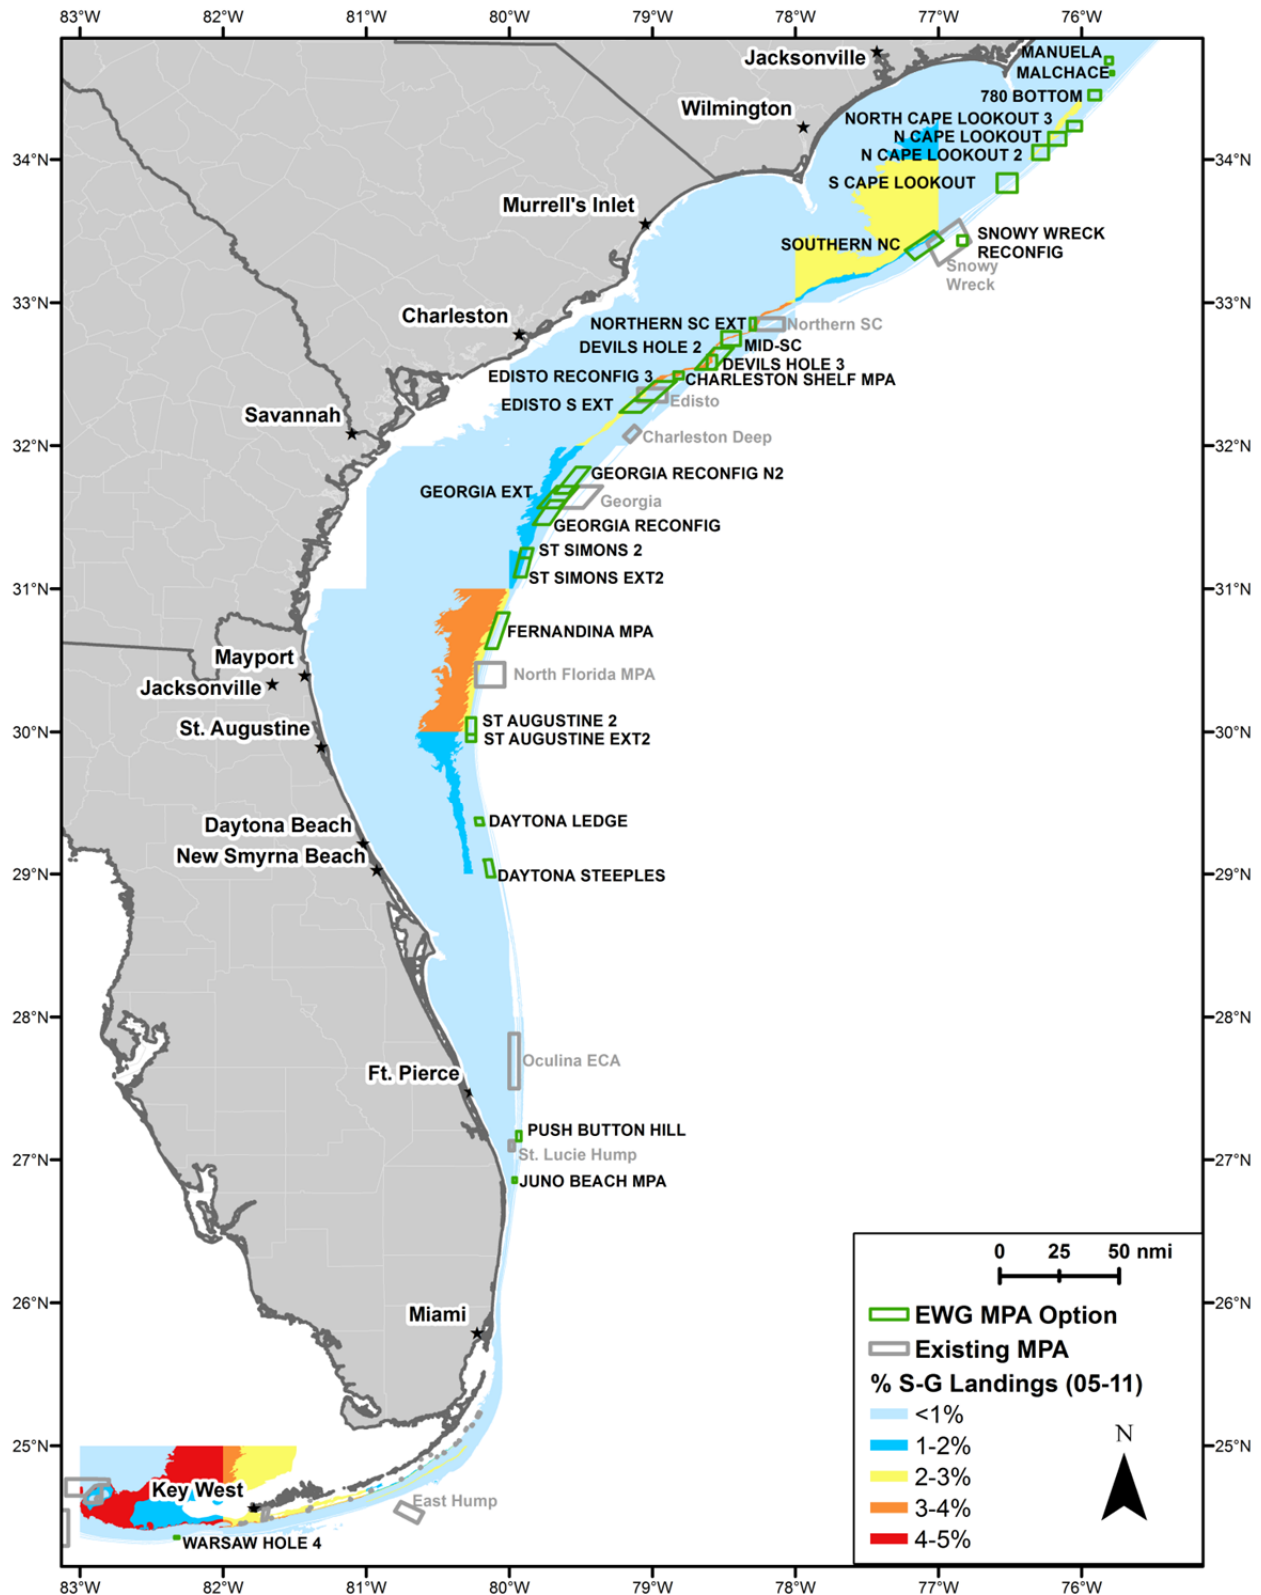 83°W 82°W 81°W 80°W 79°W 78°W 77°W 76°W
Jacksonville
MANUELA
MALCHACE
780 BOTTOM
Wilmington
NORTH CAPE LOOKOUT 3
N CAPE LOOKOUT
N CAPE LOOKOUT 2
34°N 34°N
S CAPE LOOKOUT
Murrell's Inlet
SOUTHERN NC
SNOWY WRECK
RECONFIG
Snowy
Wreck
33°N 33°N
Charleston
NORTHERN SC EXT
Northern SC
DEVILS HOLE 2
MID-SC
DEVILS HOLE 3
EDISTO RECONFIG 3
CHARLESTON SHELF MPA
EDISTO S EXT
Edisto
Savannah
Charleston Deep
32°N 32°N
GEORGIA RECONFIG N2
GEORGIA EXT
Georgia
GEORGIA RECONFIG
ST SIMONS 2
ST SIMONS EXT2
31°N 31°N
FERNANDINA MPA
Mayport
North Florida MPA
Jacksonville
St. Augustine
ST AUGUSTINE 2
30°N 30°N
ST AUGUSTINE EXT2
Daytona Beach
DAYTONA LEDGE
New Smyrna Beach
29°N 29°N
DAYTONA STEEPLES
28°N 28°N
Oculina ECA
Ft. Pierce
PUSH BUTTON HILL
St. Lucie Hump
27°N 27°N
JUNO BEACH MPA
26°N 26°N
Miami
25°N 25°N
Key West
East Hump
WARSAW HOLE 4
0 25 50 nmi
EWG MPA Option
Existing MPA
% S-G Landings (05-11)
<1%
1-2%
2-3%
3-4%
4-5%
N
83°W 82°W 81°W 80°W 79°W 78°W 77°W 76°W